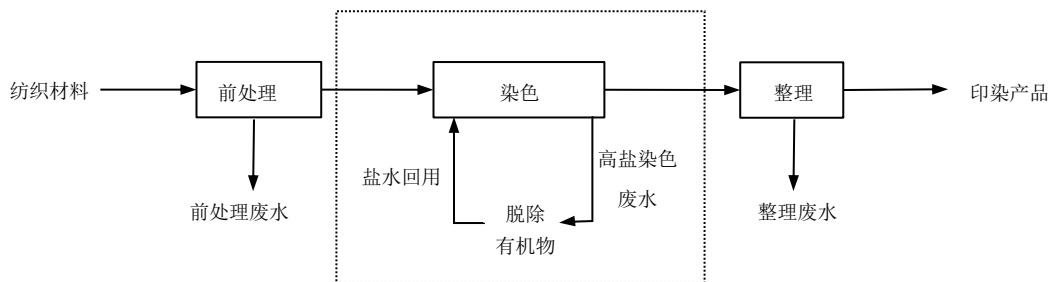 纺织材料
前处理
染色
整理
印染产品
盐水回用
高盐染色
废水
前处理废水
脱除
有机物
整理废水